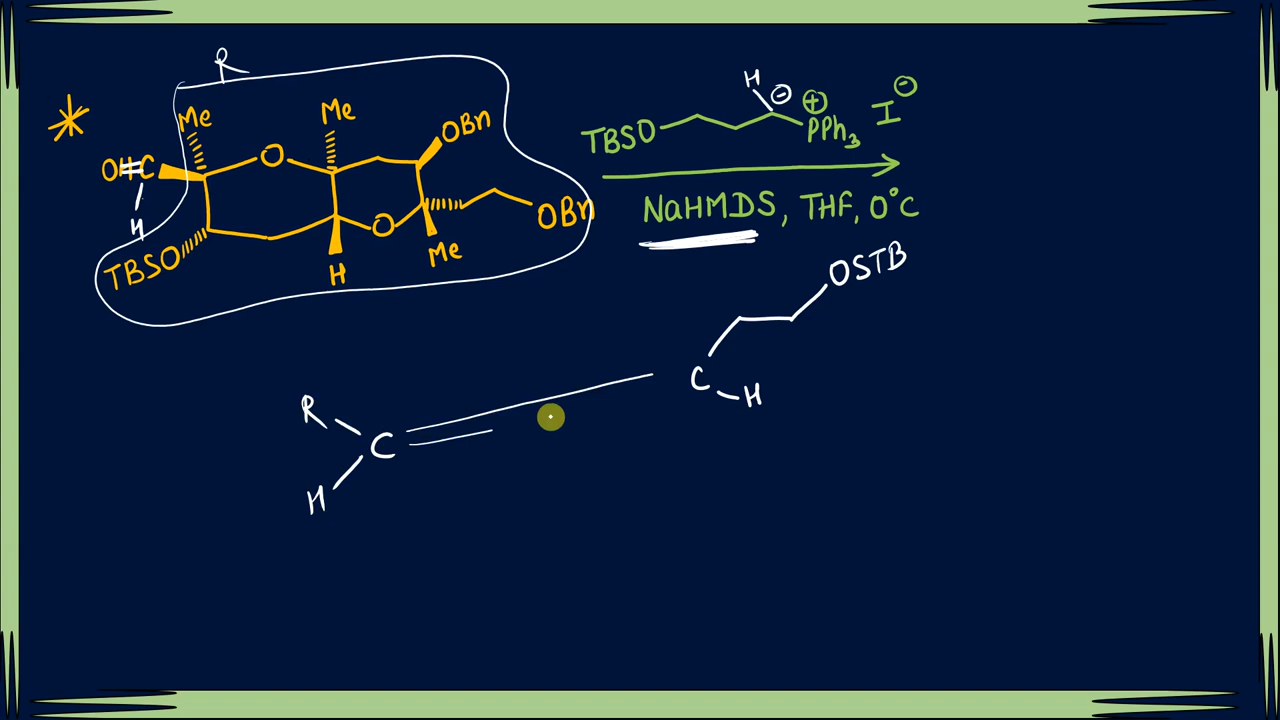 R
Me
Me
O
OBn
OHC
H
TBSO
O
H
Me
OBn
H ⊖
TBSO
⊕
PPh3 I⊖
NaHMDS, THF, 0°C
OSTB
C
H
R
C
H